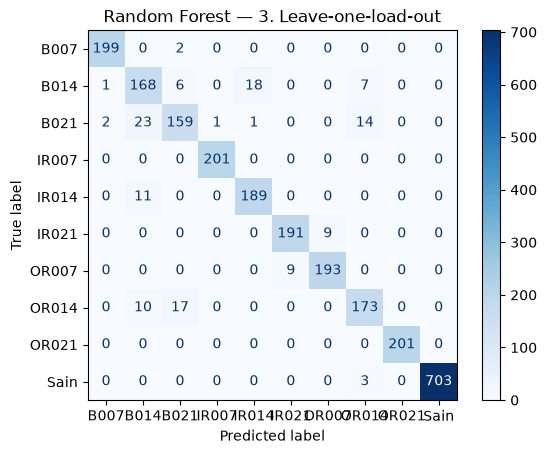 Random Forest — 3. Leave-one-load-out
B007 199 0 2 0 0 0 0 0 0 0 700
B014 1 168 6 0 18 0 0 7 0 0
B021 2 23 159 1 1 0 0 14 0 0 600
IR007 0 0 0 201 0 0 0 0 0 0 500
IR014 0 11 0 0 189 0 0 0 0 0
IR021 0 0 0 0 0 191 9 0 0 0 400
OR007 0 0 0 0 0 9 193 0 0 0 300
OR014 0 10 17 0 0 0 0 173 0 0 200
OR021 0 0 0 0 0 0 0 0 201 0 100
Sain 0 0 0 0 0 0 0 3 0 703 0
B007 B014 B021 IR007 IR014 IR021 OR007 OR014 OR021 Sain
Predicted label
True label